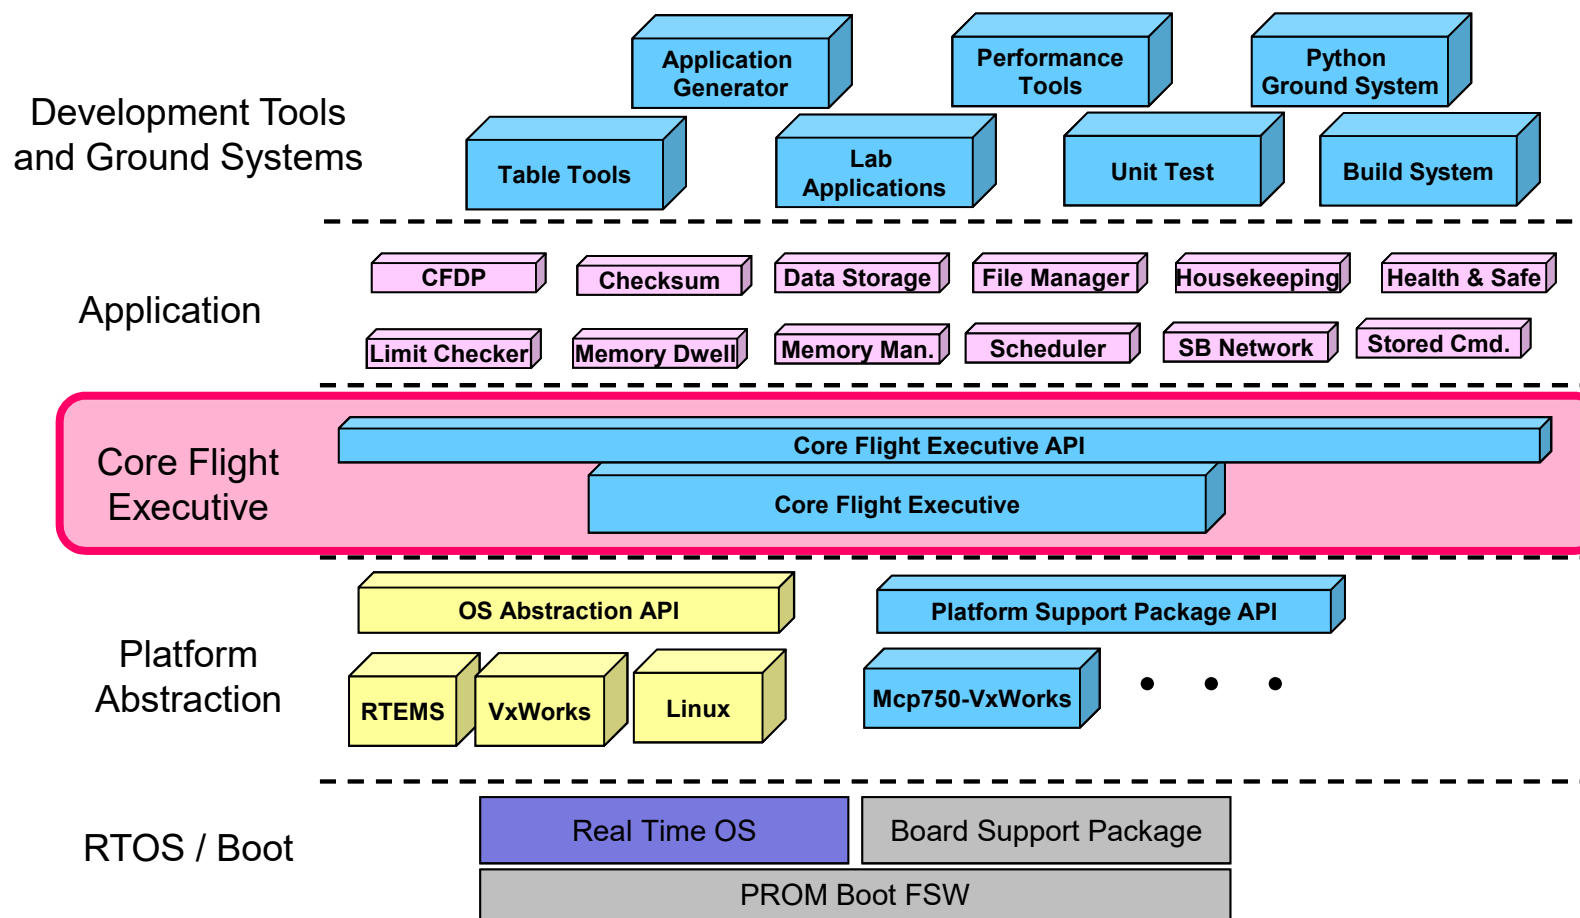 Development Tools
and Ground Systems
Application
Generator
Performance
Tools
Python
Ground System
Table Tools
Lab
Applications
Unit Test
Build System
Application
CFDP
Checksum
Data Storage
File Manager
Housekeeping
Health & Safe
Limit Checker
Memory Dwell
Memory Man.
Scheduler
SB Network
Stored Cmd.
Core Flight
Executive
Core Flight Executive API
Core Flight Executive
Platform
Abstraction
OS Abstraction API
Platform Support Package API
RTEMS
VxWorks
Linux
Mcp750-VxWorks
• • •
RTOS / Boot
Real Time OS
Board Support Package
PROM Boot FSW